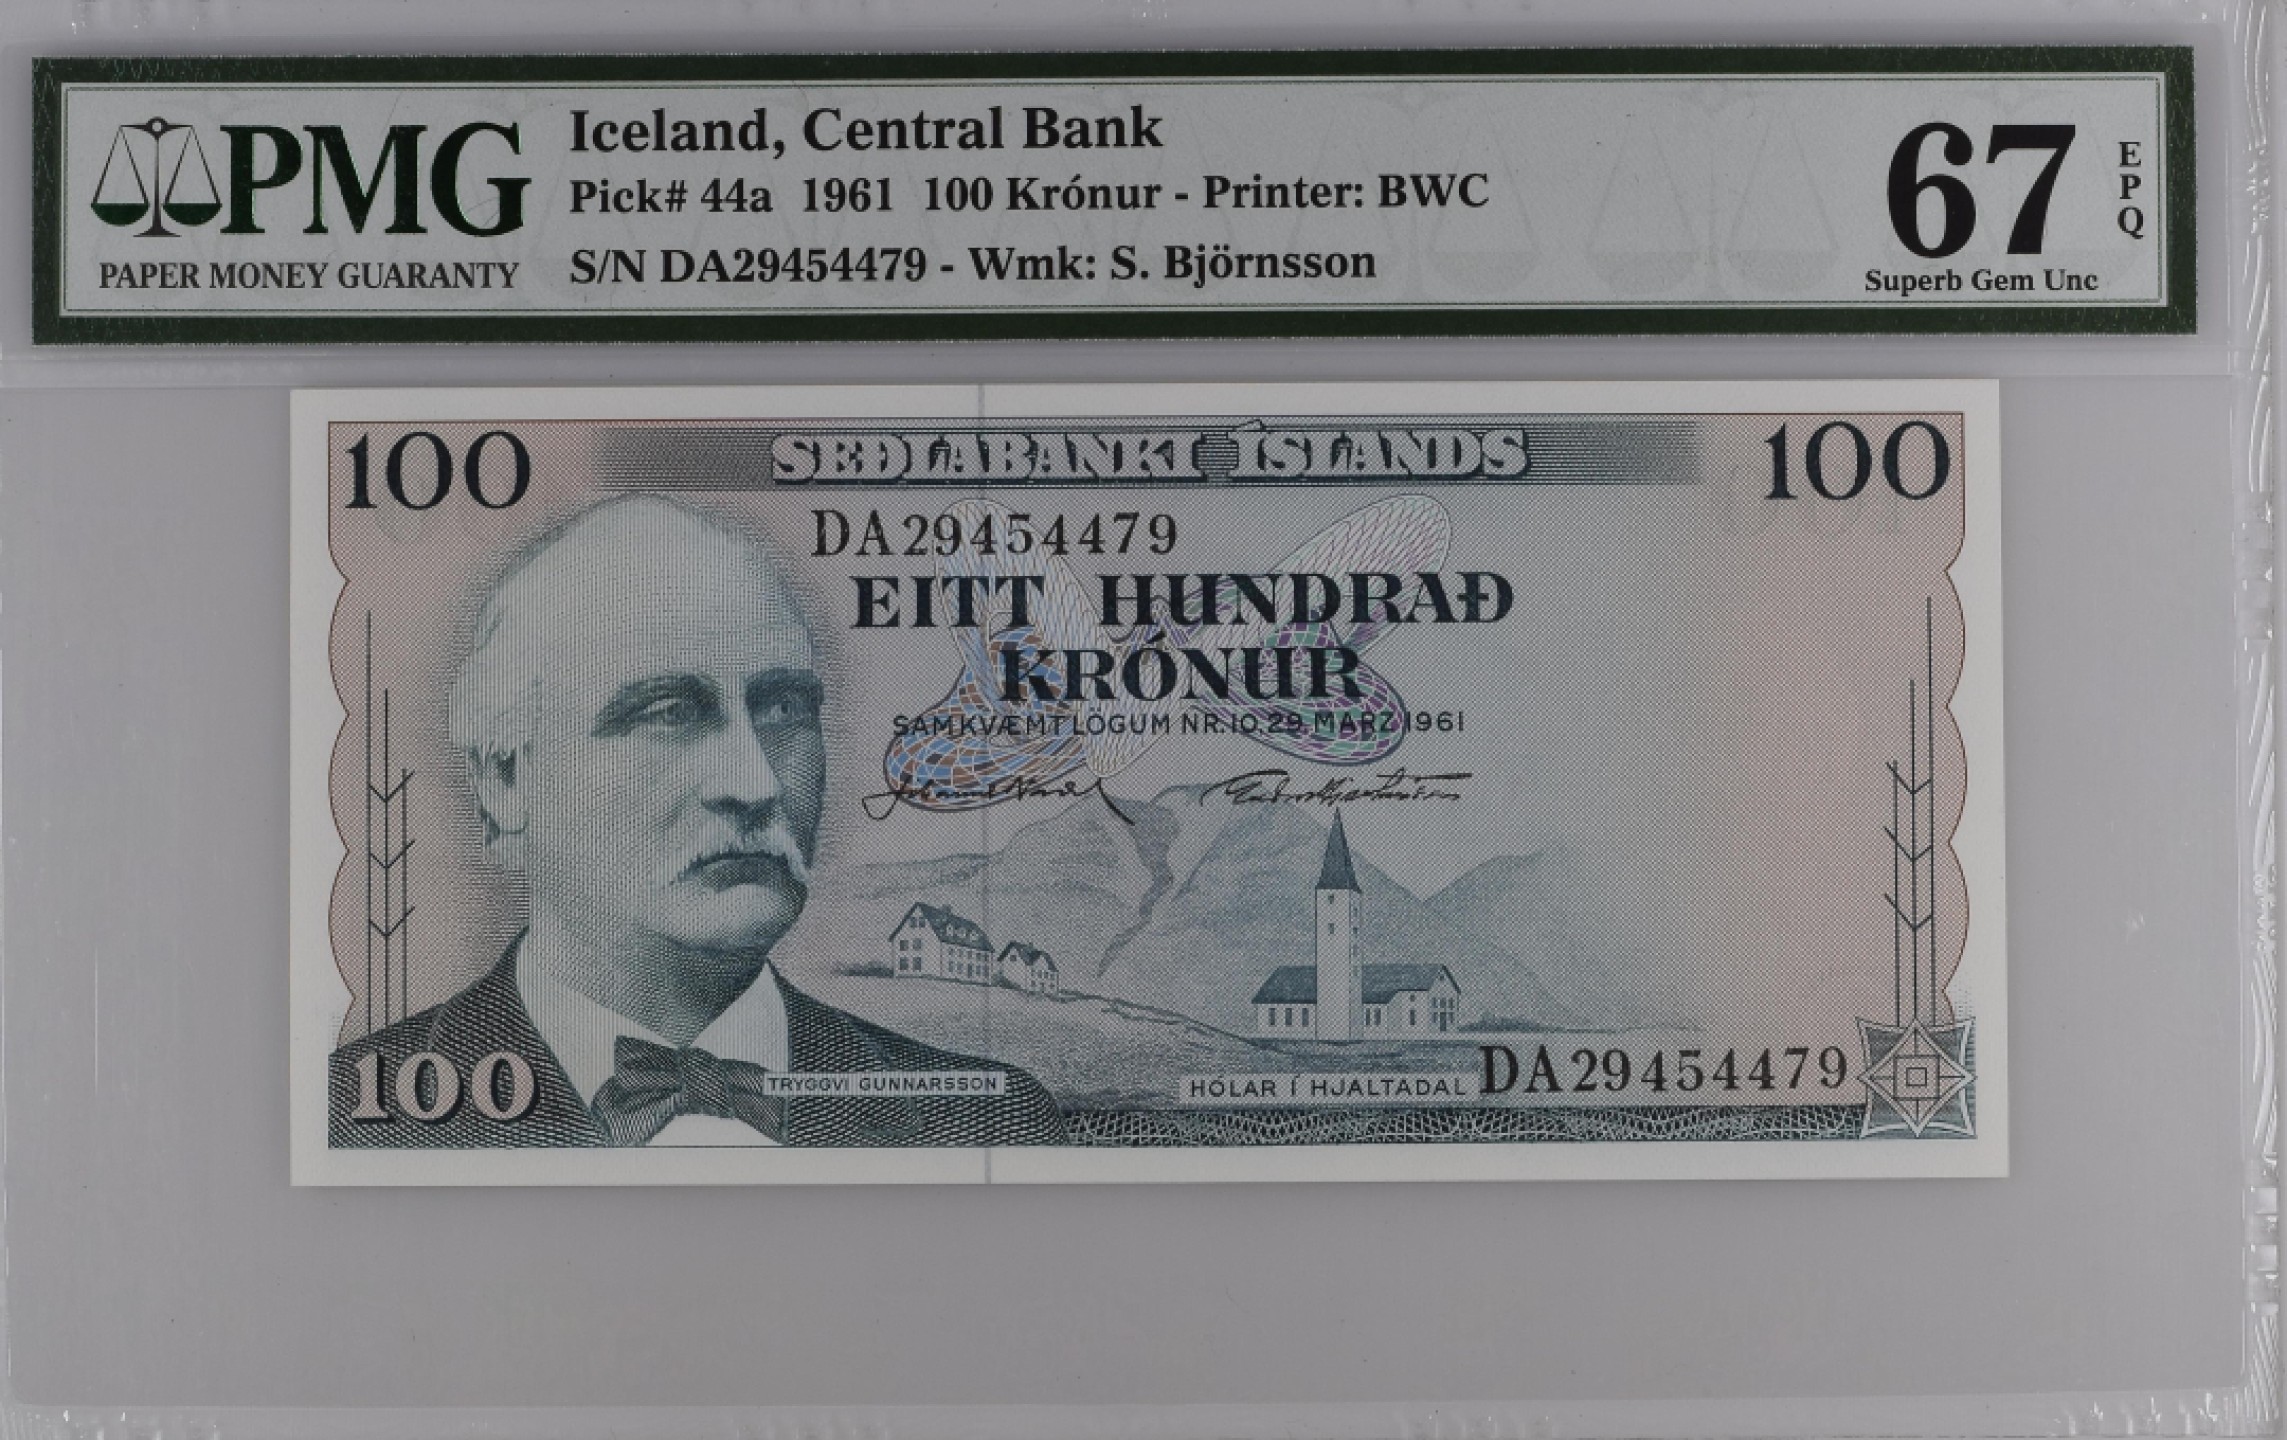 PMG
PAPER MONEY GUARANTY
Iceland, Central Bank
Pick# 44a 1961 100 Krónur - Printer: BWC
S/N DA29454479 - Wmk: S. Björnsson
67
EPQ
Superb Gem Unc
100
SEÐLABANKI ÍSLANDS
100
DA29454479
EITT HUNDRAÐ
KRÓNUR
SAMKVÆMT LÖGUM NR. 10, 29. MARZ 1961
100
TRYGGVI GUNNARSSON
HÓLAR Í HJALTADAL
DA29454479